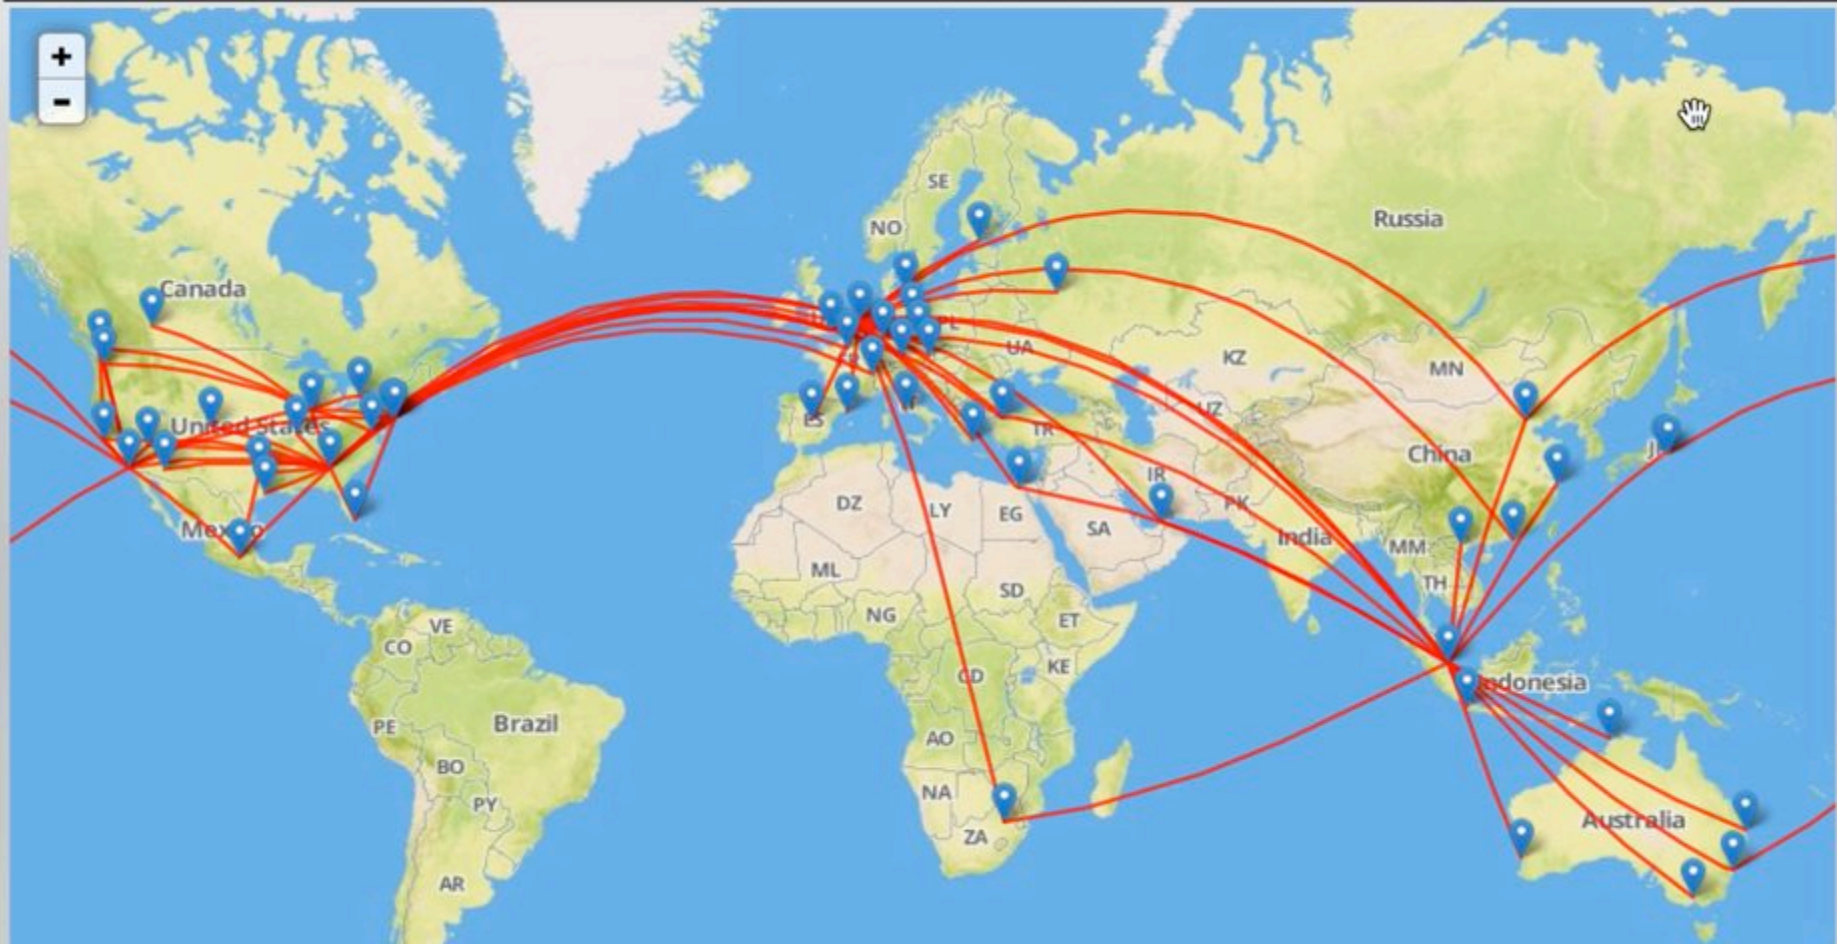 +
-
SE
NO
Russia
Canada
PL
UA
KZ
MN
UZ
United States
ES
TR
China
J
IR
PK
DZ
LY
EG
SA
India
MM
Mexico
TH
ML
SD
NG
ET
VE
CO
KE
CD
Indonesia
PE
Brazil
AO
BO
NA
PY
ZA
Australia
AR